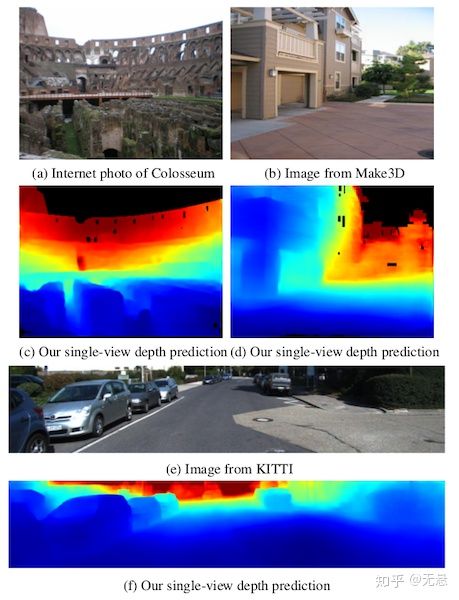 (a) Internet photo of Colosseum
(b) Image from Make3D
(c) Our single-view depth prediction
(d) Our single-view depth prediction
(e) Image from KITTI
(f) Our single-view depth prediction
知乎 @无忌